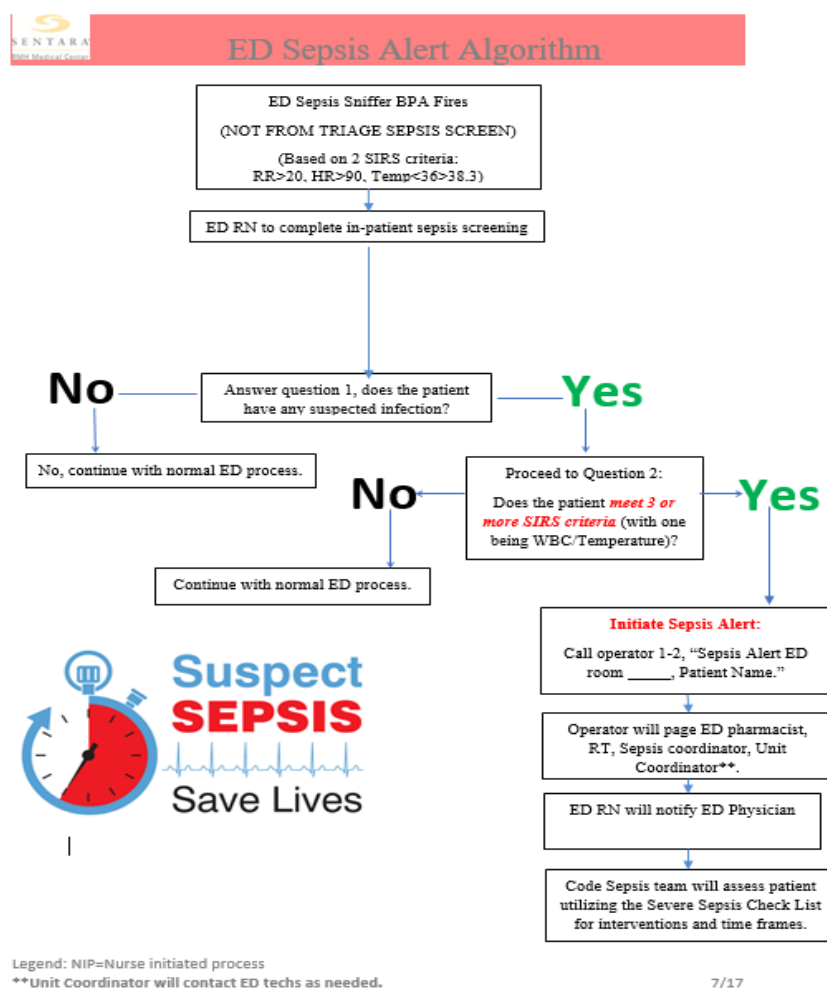 SENTARA
RMH Medical Center
ED Sepsis Alert Algorithm
ED Sepsis Sniffer BPA Fires
(NOT FROM TRIAGE SEPSIS SCREEN)
(Based on 2 SIRS criteria:
RR>20, HR>90, Temp<36>38.3)
ED RN to complete in-patient sepsis screening
No
Answer question 1, does the patient
have any suspected infection?
Yes
No, continue with normal ED process.
No
Proceed to Question 2:
Does the patient meet 3 or
more SIRS criteria (with one
being WBC/Temperature)?
Yes
Continue with normal ED process.
Initiate Sepsis Alert:
Call operator 1-2, “Sepsis Alert ED
room _____, Patient Name.”
Operator will page ED pharmacist,
RT, Sepsis coordinator, Unit
Coordinator**.
ED RN will notify ED Physician
Code Sepsis team will assess patient
utilizing the Severe Sepsis Check List
for interventions and time frames.
Suspect
SEPSIS
Save Lives
Legend: NIP=Nurse initiated process
**Unit Coordinator will contact ED techs as needed.
7/17